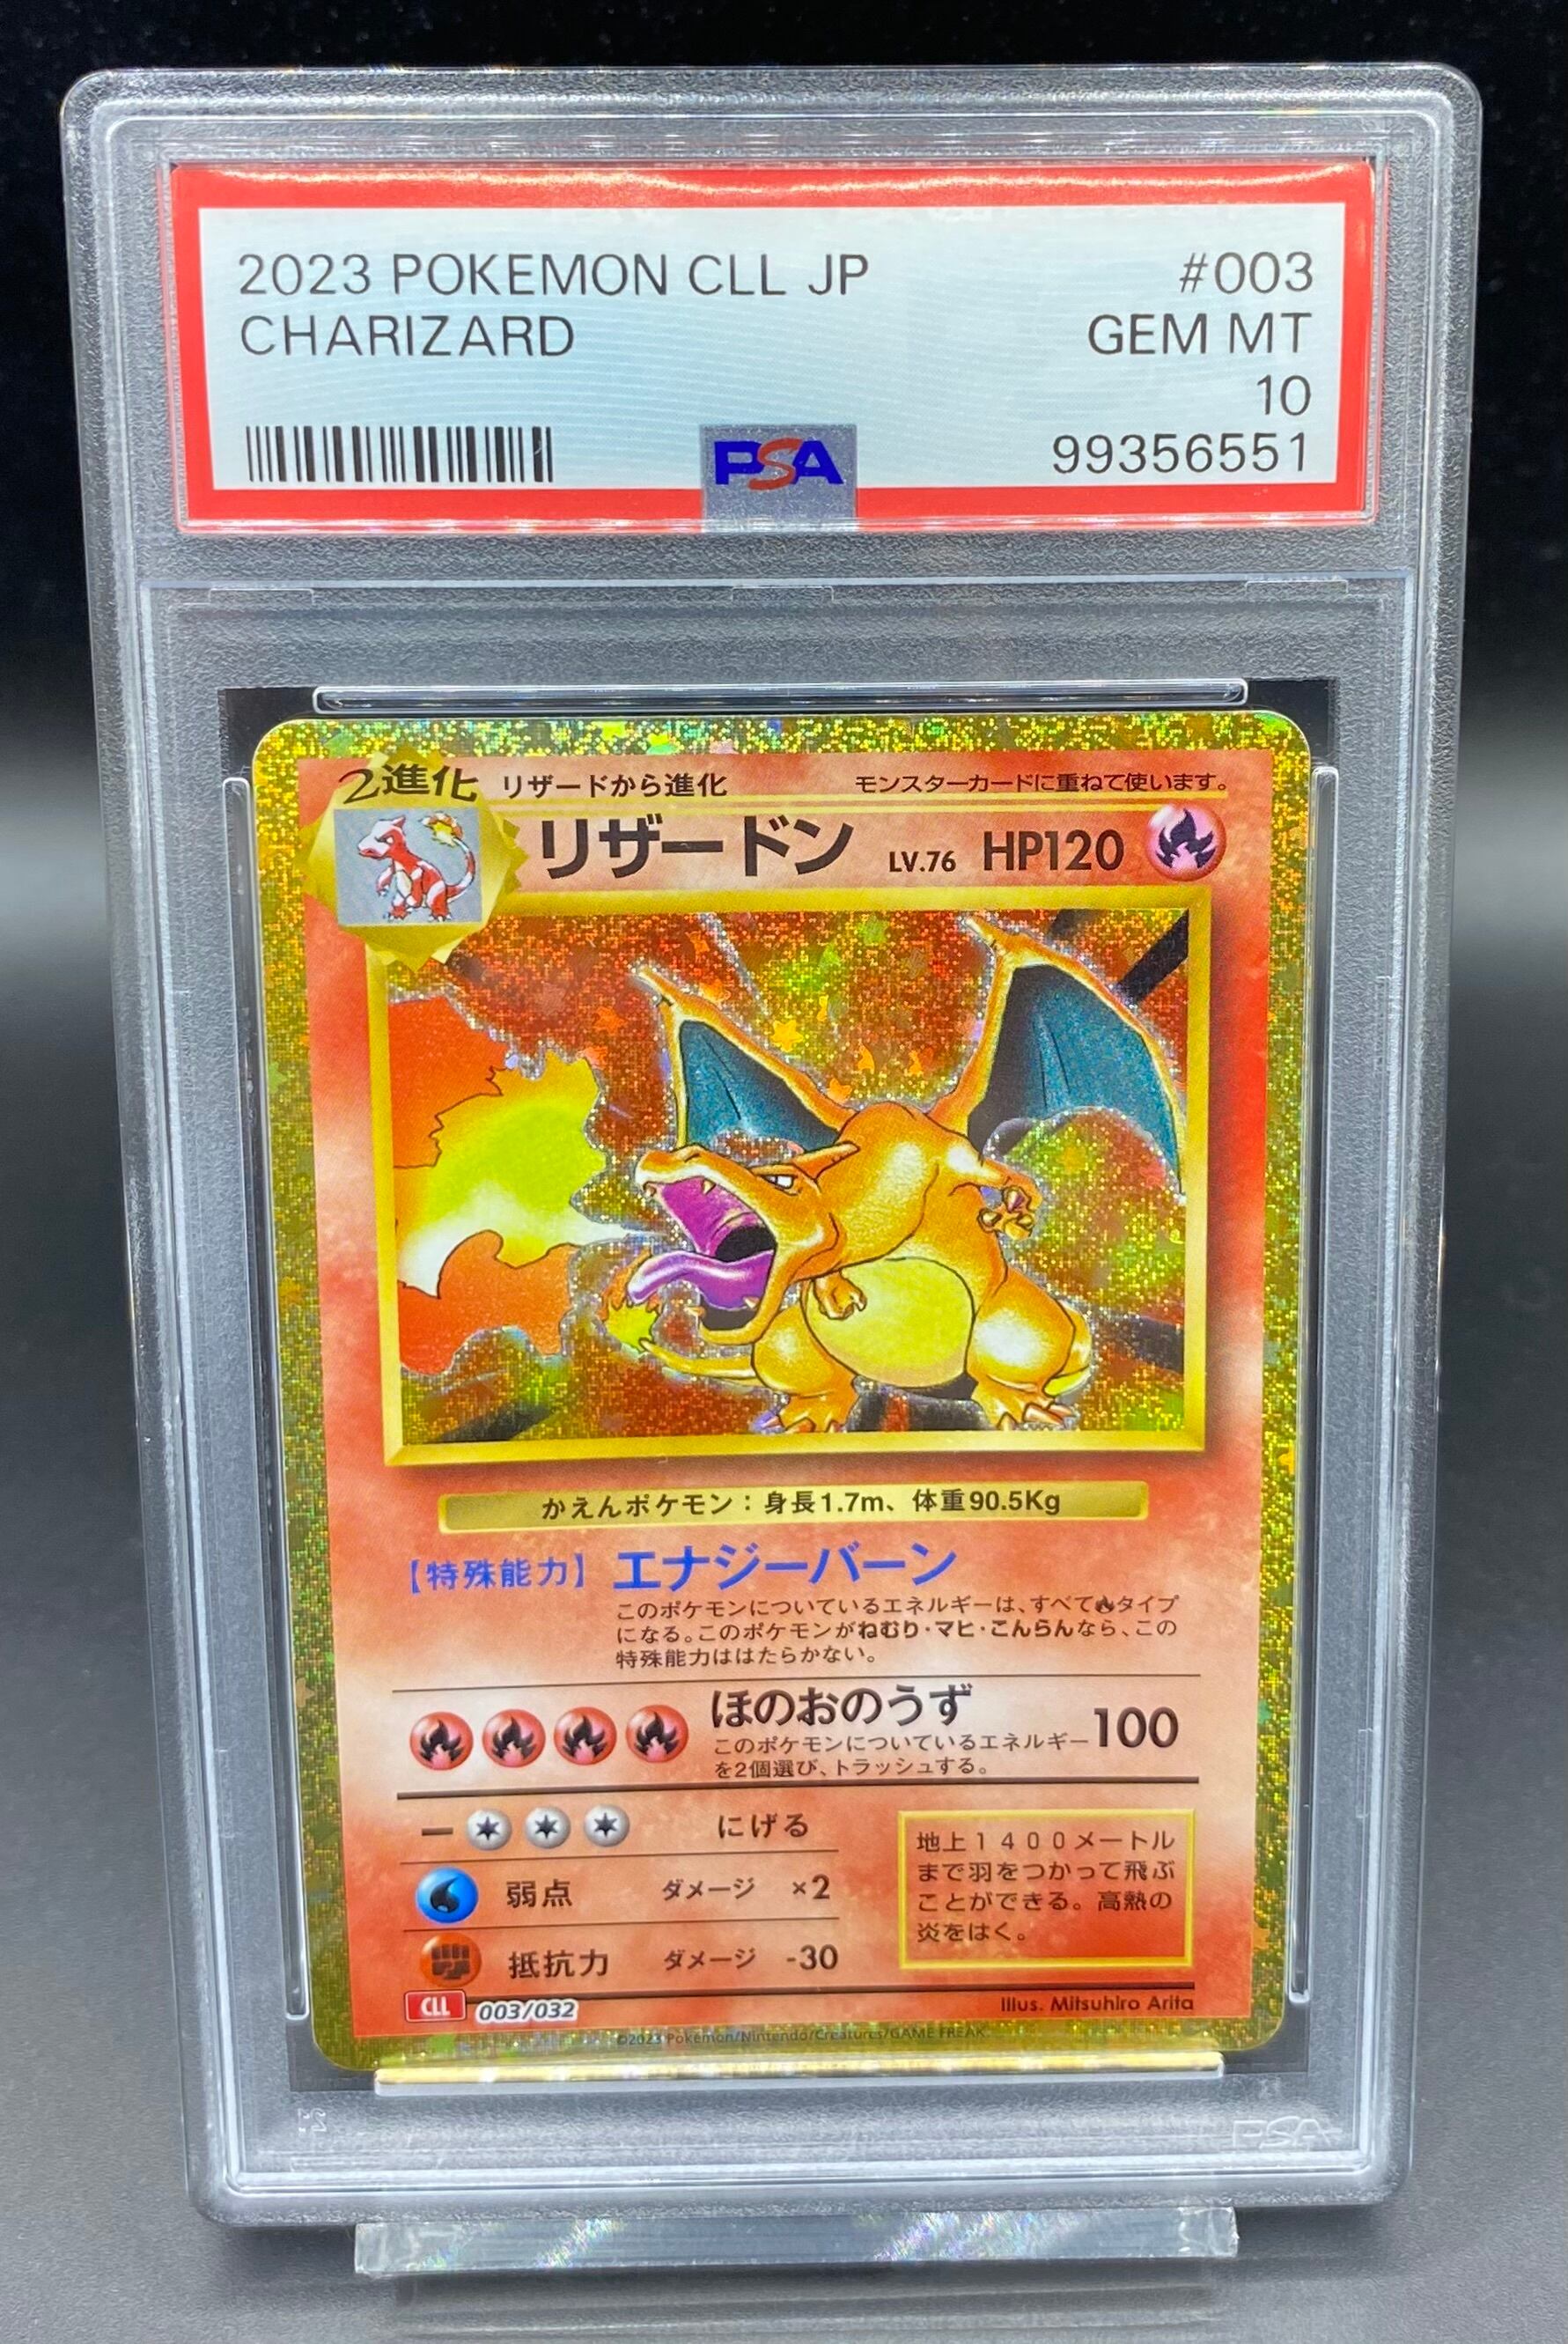 2023 POKEMON CLL JP #003
CHARIZARD GEM MT
10
PSA 99356551
2進化 リザードから進化 モンスターカードに重ねて使います。
リザードン LV.76 HP120
かえんポケモン：身長1.7m、体重90.5Kg
【特殊能力】 エナジーバーン
このポケモンについているエネルギーは、すべてタイプ
になる。このポケモンがねむり・マヒ・こんらんなら、この
特殊能力ははたらかない。
ほのおのうず 100
このポケモンについているエネルギー
を2個選び、トラッシュする。
にげる
弱点 ダメージ ×2
抵抗力 ダメージ -30
地上1400メートル
まで羽をつかって飛ぶ
ことができる。高熱の
炎をはく。
CLL 003/032 Illus. Mitsuhiro Arita
©2023 Pokémon/Nintendo/Creatures/GAME FREAK.
PSA